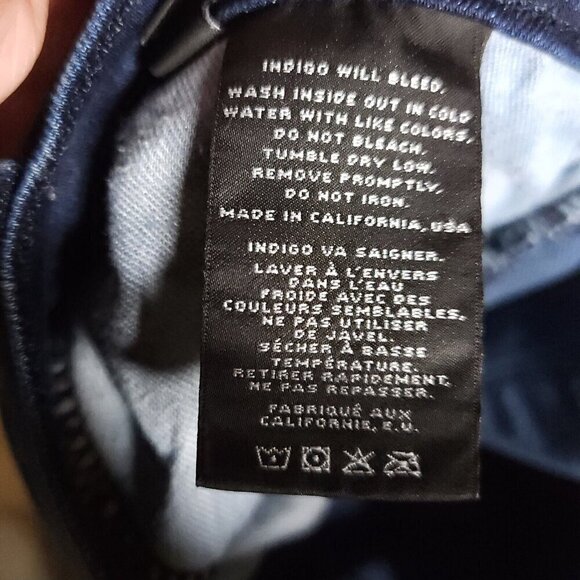 INDIGO WILL BLEED.
WASH INSIDE OUT IN COLD
WATER WITH LIKE COLORS.
DO NOT BLEACH.
TUMBLE DRY LOW.
REMOVE PROMPTLY.
DO NOT IRON.
MADE IN CALIFORNIA, USA
INDIGO VA SAIGNER.
LAVER À L'ENVERS
DANS L'EAU
FROIDE AVEC DES
COULEURS SEMBLABLES.
NE PAS UTILISER
DE JAVEL.
SÉCHER À BASSE
TEMPÉRATURE.
RETIRER RAPIDEMENT.
NE PAS REPASSER.
FABRIQUÉ AUX
CALIFORNIE, E.U.